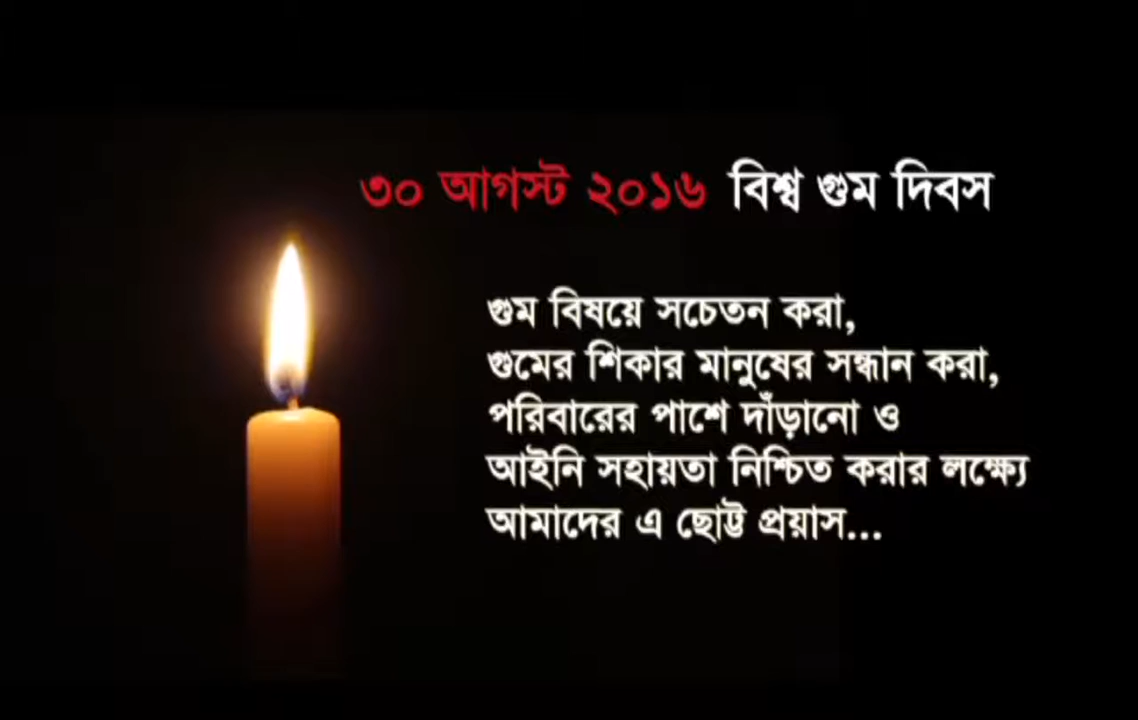 ৩০ আগস্ট ২০১৬ বিশ্ব গুম দিবস
গুম বিষয়ে সচেতন করা,
গুমের শিকার মানুষের সন্ধান করা,
পরিবারের পাশে দাঁড়ানো ও
আইনি সহায়তা নিশ্চিত করার লক্ষ্যে
আমাদের এ ছোট্ট প্রয়াস...